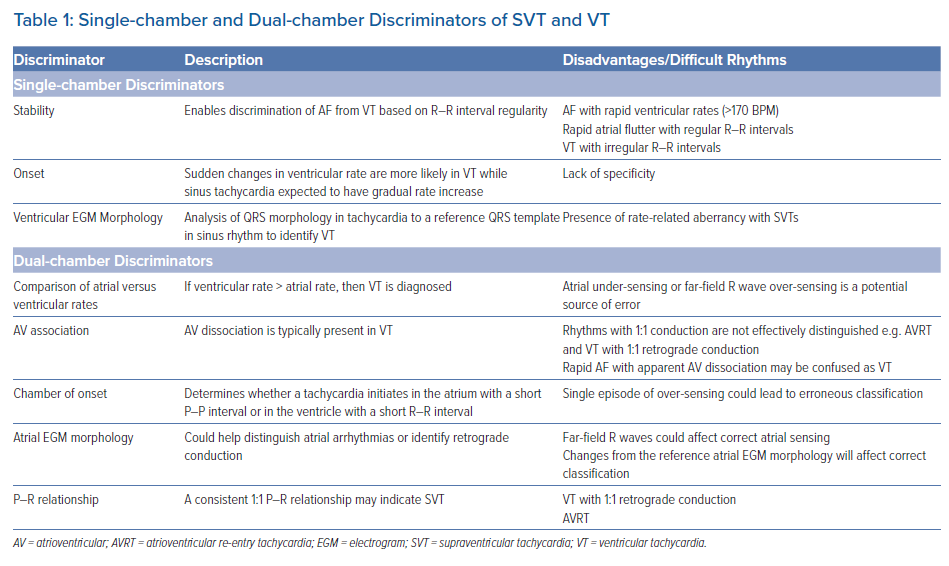 Table 1: Single-chamber and Dual-chamber Discriminators of SVT and VT
Discriminator Description Disadvantages/Difficult Rhythms
Single-chamber Discriminators
Stability Enables discrimination of AF from VT based on R–R interval regularity AF with rapid ventricular rates (>170 BPM)
Rapid atrial flutter with regular R–R intervals
VT with irregular R–R intervals
Onset Sudden changes in ventricular rate are more likely in VT while Lack of specificity
sinus tachycardia expected to have gradual rate increase
Ventricular EGM Morphology Analysis of QRS morphology in tachycardia to a reference QRS template Presence of rate-related aberrancy with SVTs
in sinus rhythm to identify VT
Dual-chamber Discriminators
Comparison of atrial versus If ventricular rate > atrial rate, then VT is diagnosed Atrial under-sensing or far-field R wave over-sensing is a potential
ventricular rates source of error
AV association AV dissociation is typically present in VT Rhythms with 1:1 conduction are not effectively distinguished e.g. AVRT
and VT with 1:1 retrograde conduction
Rapid AF with apparent AV dissociation may be confused as VT
Chamber of onset Determines whether a tachycardia initiates in the atrium with a short Single episode of over-sensing could lead to erroneous classification
P–P interval or in the ventricle with a short R–R interval
Atrial EGM morphology Could help distinguish atrial arrhythmias or identify retrograde Far-field R waves could affect correct atrial sensing
conduction Changes from the reference atrial EGM morphology will affect correct
classification
P–R relationship A consistent 1:1 P–R relationship may indicate SVT VT with 1:1 retrograde conduction
AVRT
AV = atrioventricular; AVRT = atrioventricular re-entry tachycardia; EGM = electrogram; SVT = supraventricular tachycardia; VT = ventricular tachycardia.